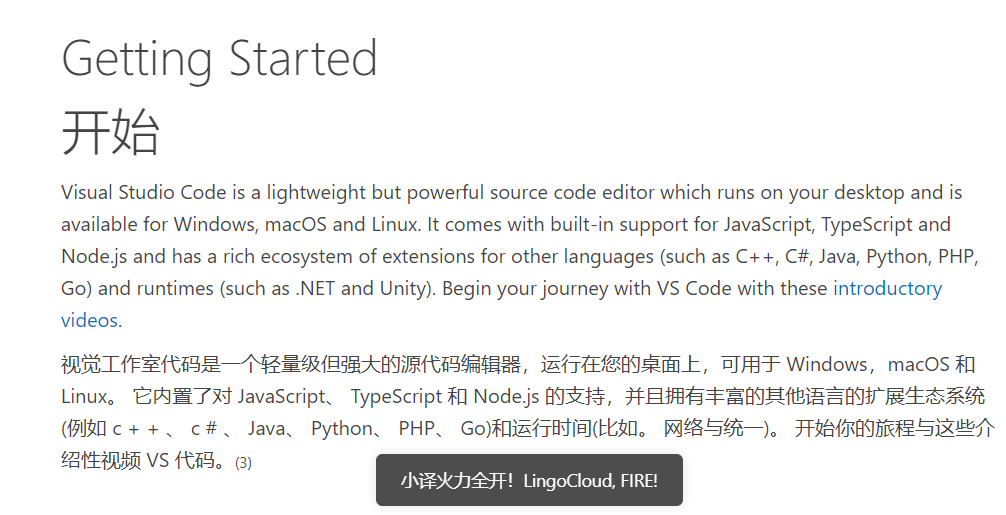 Getting Started
开始
Visual Studio Code is a lightweight but powerful source code editor which runs on your desktop and is
available for Windows, macOS and Linux. It comes with built-in support for JavaScript, TypeScript and
Node.js and has a rich ecosystem of extensions for other languages (such as C++, C#, Java, Python, PHP,
Go) and runtimes (such as .NET and Unity). Begin your journey with VS Code with these introductory
videos.
视觉工作室代码是一个轻量级但强大的源代码编辑器，运行在您的桌面上，可用于 Windows，macOS 和
Linux。 它内置了对 JavaScript、 TypeScript 和 Node.js 的支持，并且拥有丰富的其他语言的扩展生态系统
(例如 c + + 、 c # 、 Java、 Python、 PHP、 Go)和运行时间(比如。 网络与统一)。 开始你的旅程与这些介
绍性视频 VS 代码。(3)
小译火力全开！LingoCloud, FIRE!